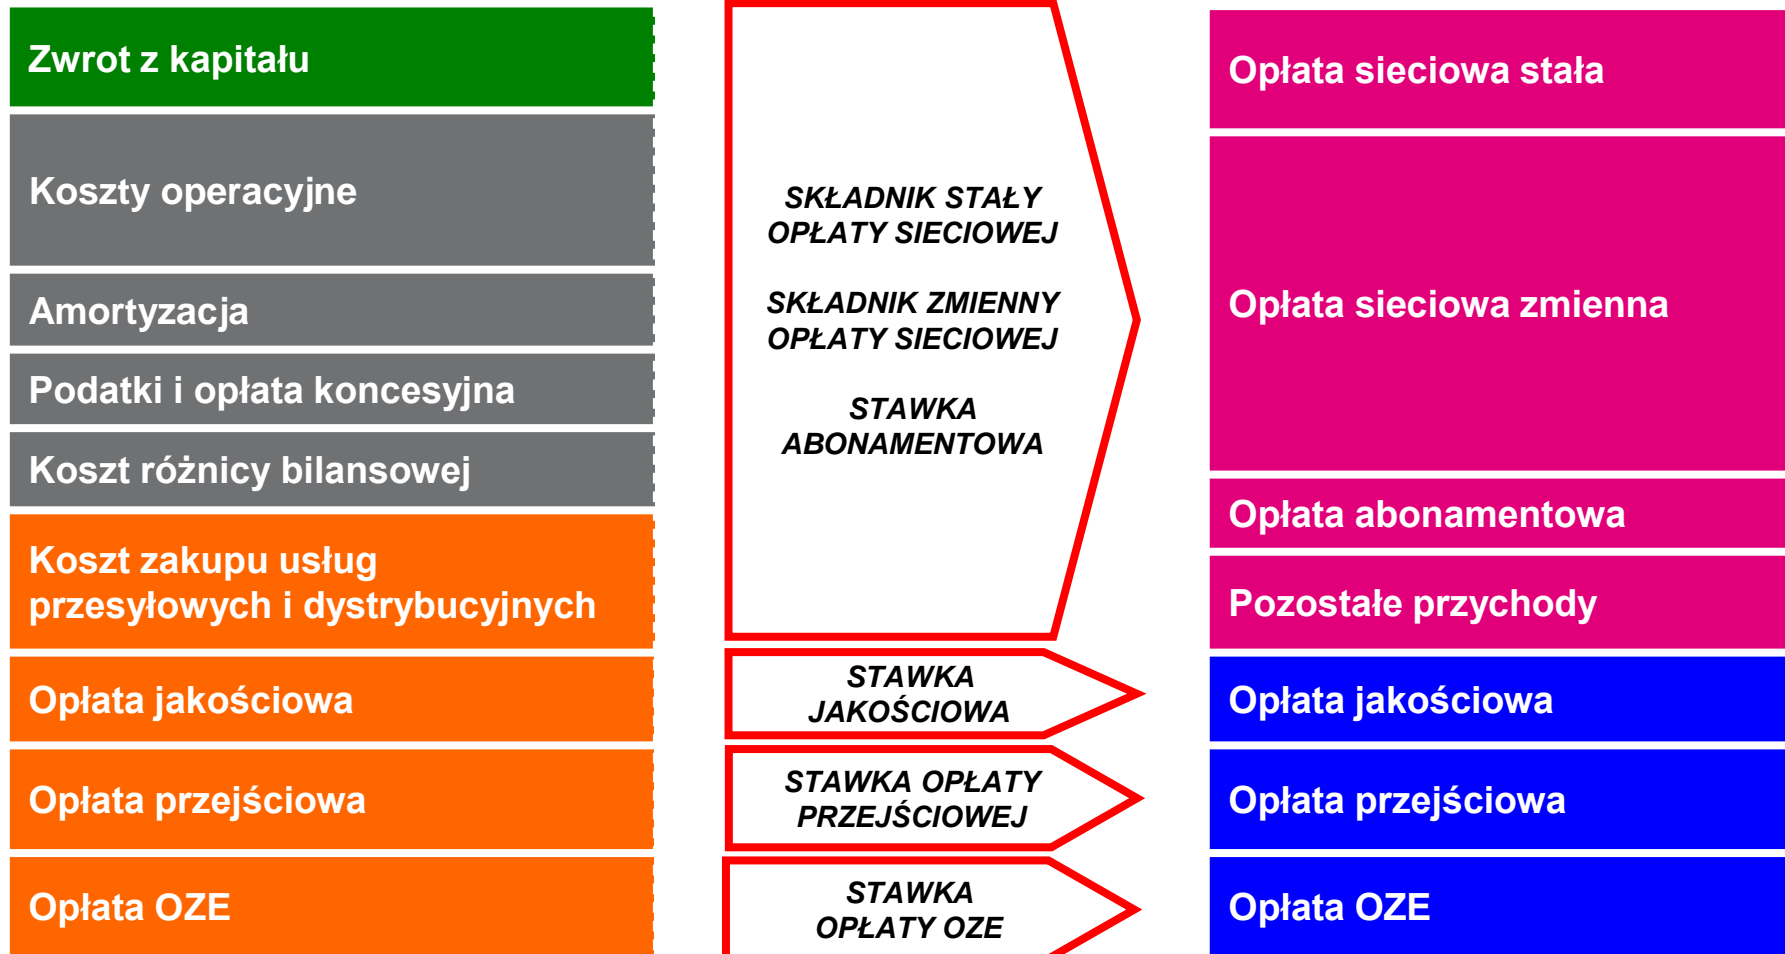 Zwrot z kapitału
Koszty operacyjne
Amortyzacja
Podatki i opłata koncesyjna
Koszt różnicy bilansowej
Koszt zakupu usług
przesyłowych i dystrybucyjnych
Opłata jakościowa
Opłata przejściowa
Opłata OZE
SKŁADNIK STAŁY
OPŁATY SIECIOWEJ
SKŁADNIK ZMIENNY
OPŁATY SIECIOWEJ
STAWKA
ABONAMENTOWA
STAWKA
JAKOŚCIOWA
STAWKA OPŁATY
PRZEJŚCIOWEJ
STAWKA
OPŁATY OZE
Opłata sieciowa stała
Opłata sieciowa zmienna
Opłata abonamentowa
Pozostałe przychody
Opłata jakościowa
Opłata przejściowa
Opłata OZE